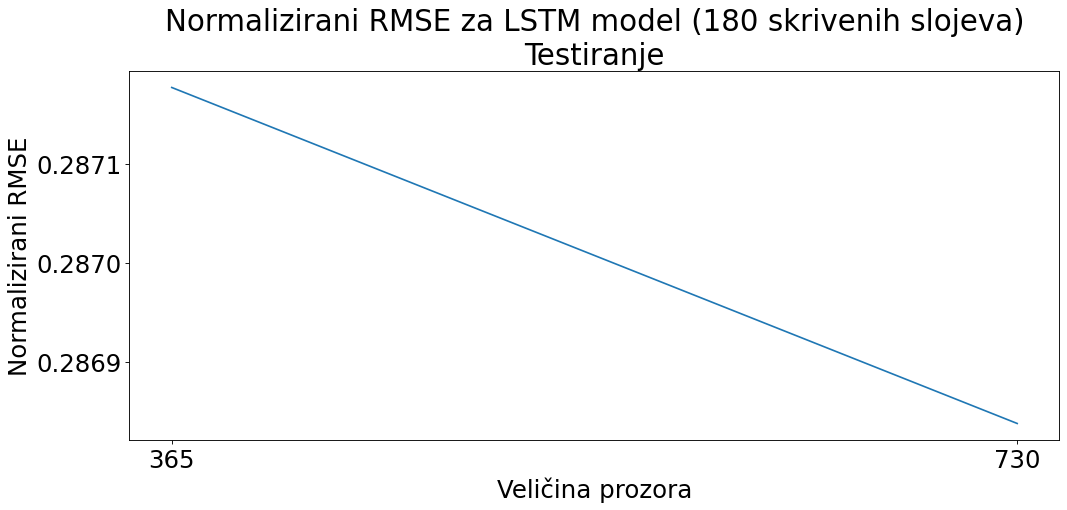 Normalizirani RMSE za LSTM model (180 skrivenih slojeva)
Testiranje
Normalizirani RMSE
0.2871
0.2870
0.2869
365
730
Veličina prozora